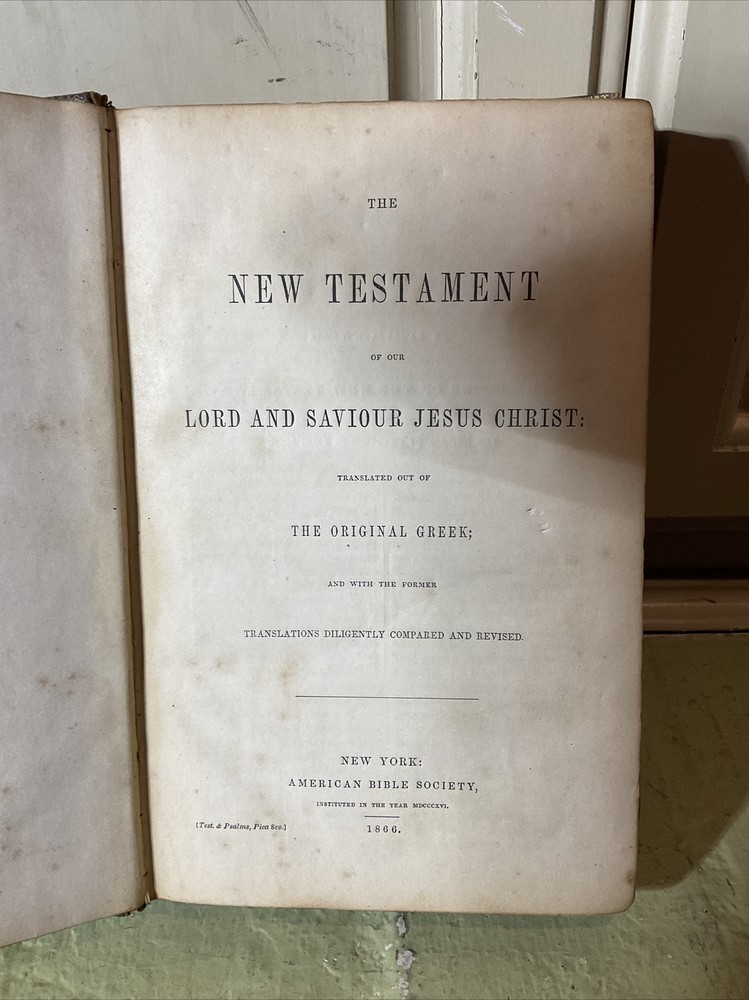 THE
NEW TESTAMENT
OF OUR
LORD AND SAVIOUR JESUS CHRIST:
TRANSLATED OUT OF
THE ORIGINAL GREEK;
AND WITH THE FORMER
TRANSLATIONS DILIGENTLY COMPARED AND REVISED.
NEW YORK:
AMERICAN BIBLE SOCIETY,
INSTITUTED IN THE YEAR MDCCCXVI.
[Test. & Psalms, Pica 8vo.]
1866.